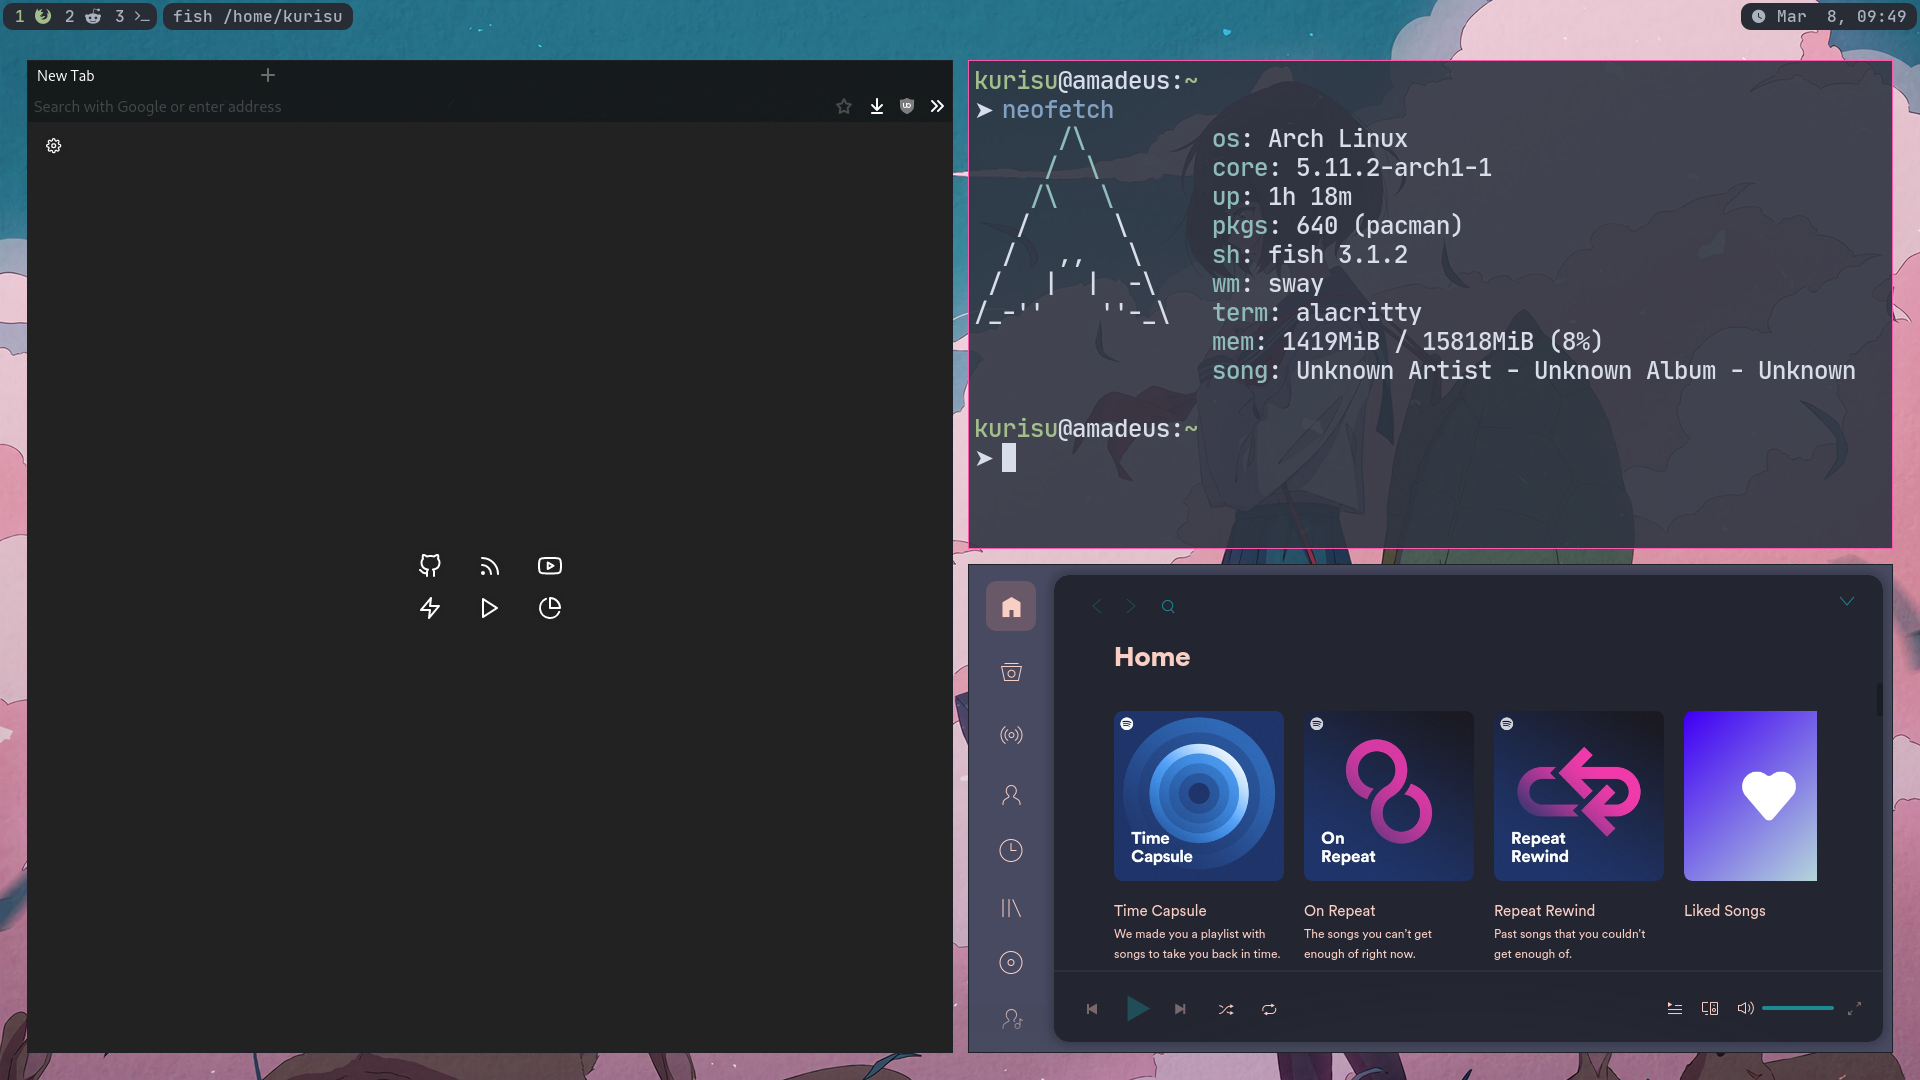 1 2 3 fish /home/kurisu
Mar 8, 09:49
New Tab
Search with Google or enter address
kurisu@amadeus:~
➤ neofetch
/\
/ \
/\ \
/ \
/ ,, \
/ | | -\
/_-'' ''-_\
os: Arch Linux
core: 5.11.2-arch1-1
up: 1h 18m
pkgs: 640 (pacman)
sh: fish 3.1.2
wm: sway
term: alacritty
mem: 1419MiB / 15818MiB (8%)
song: Unknown Artist - Unknown Album - Unknown
kurisu@amadeus:~
➤
Home
Time
Capsule
On
Repeat
Repeat
Rewind
Time Capsule
We made you a playlist with
songs to take you back in time.
On Repeat
The songs you can't get
enough of right now.
Repeat Rewind
Past songs that you couldn't
get enough of.
Liked Songs